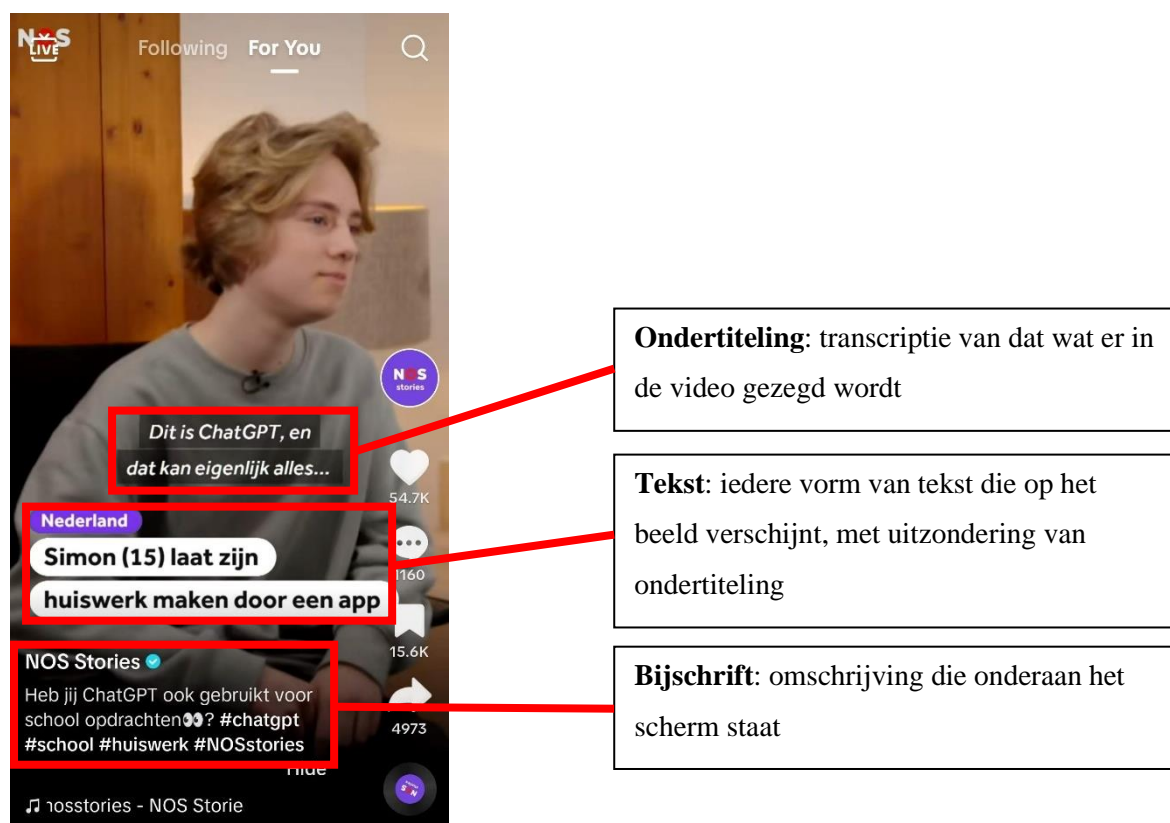 NOS
LIVE
Following For You
NOS
stories
Dit is ChatGPT, en
dat kan eigenlijk alles...
54.7K
Nederland
Simon (15) laat zijn
huiswerk maken door een app
1160
15.6K
NOS Stories
Heb jij ChatGPT ook gebruikt voor
school opdrachten👀? #chatgpt
#school #huiswerk #NOSstories
4973
Hide
nosstories - NOS Storie
Ondertiteling: transcriptie van dat wat er in
de video gezegd wordt
Tekst: iedere vorm van tekst die op het
beeld verschijnt, met uitzondering van
ondertiteling
Bijschrift: omschrijving die onderaan het
scherm staat